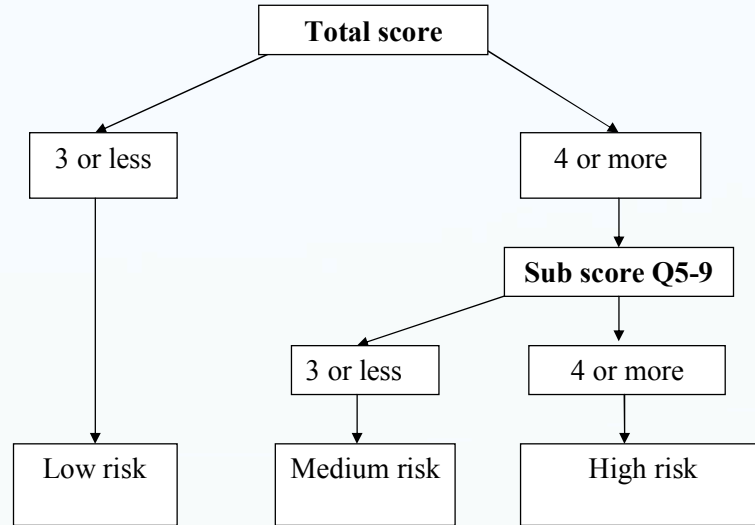 Total score
3 or less
4 or more
Sub score Q5-9
3 or less
4 or more
Low risk
Medium risk
High risk